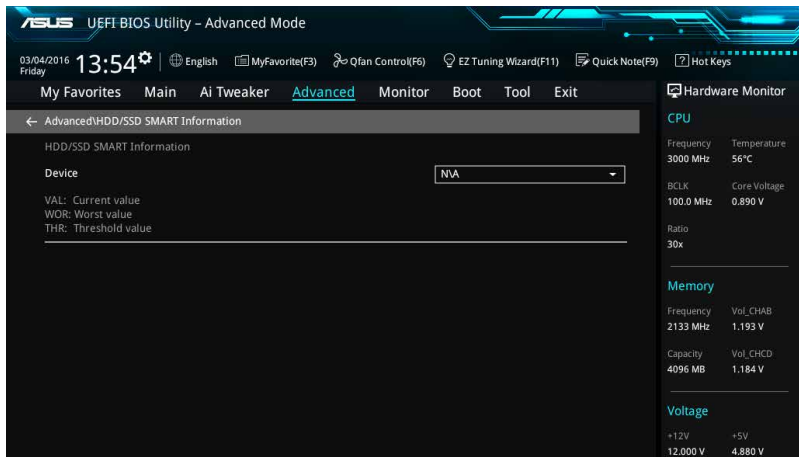 ASUS UEFI BIOS Utility – Advanced Mode
03/04/2016 Friday 13:54 English MyFavorite(F3) Qfan Control(F6) EZ Tuning Wizard(F11) Quick Note(F9) ? Hot Keys
My Favorites Main Ai Tweaker Advanced Monitor Boot Tool Exit
← Advanced\HDD/SSD SMART Information
HDD/SSD SMART Information
Device N\A
VAL: Current value
WOR: Worst value
THR: Threshold value
Hardware Monitor
CPU
Frequency Temperature
3000 MHz 56°C
BCLK Core Voltage
100.0 MHz 0.890 V
Ratio
30x
Memory
Frequency Vol_CHAB
2133 MHz 1.193 V
Capacity Vol_CHCD
4096 MB 1.184 V
Voltage
+12V +5V
12.000 V 4.880 V